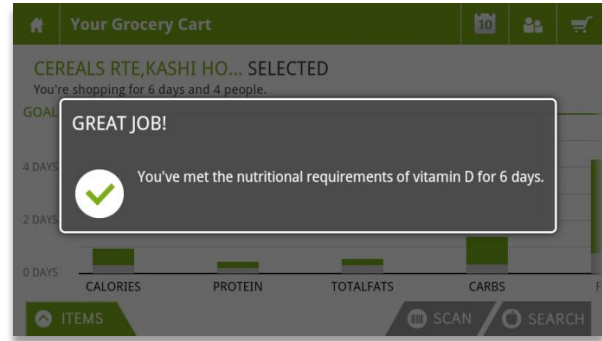 Your Grocery Cart
10
CEREALS RTE,KASHI HO... SELECTED
You're shopping for 6 days and 4 people.
GOAL
GREAT JOB!
You've met the nutritional requirements of vitamin D for 6 days.
4 DAYS
2 DAYS
0 DAYS
CALORIES PROTEIN TOTALFATS CARBS F
ITEMS SCAN SEARCH